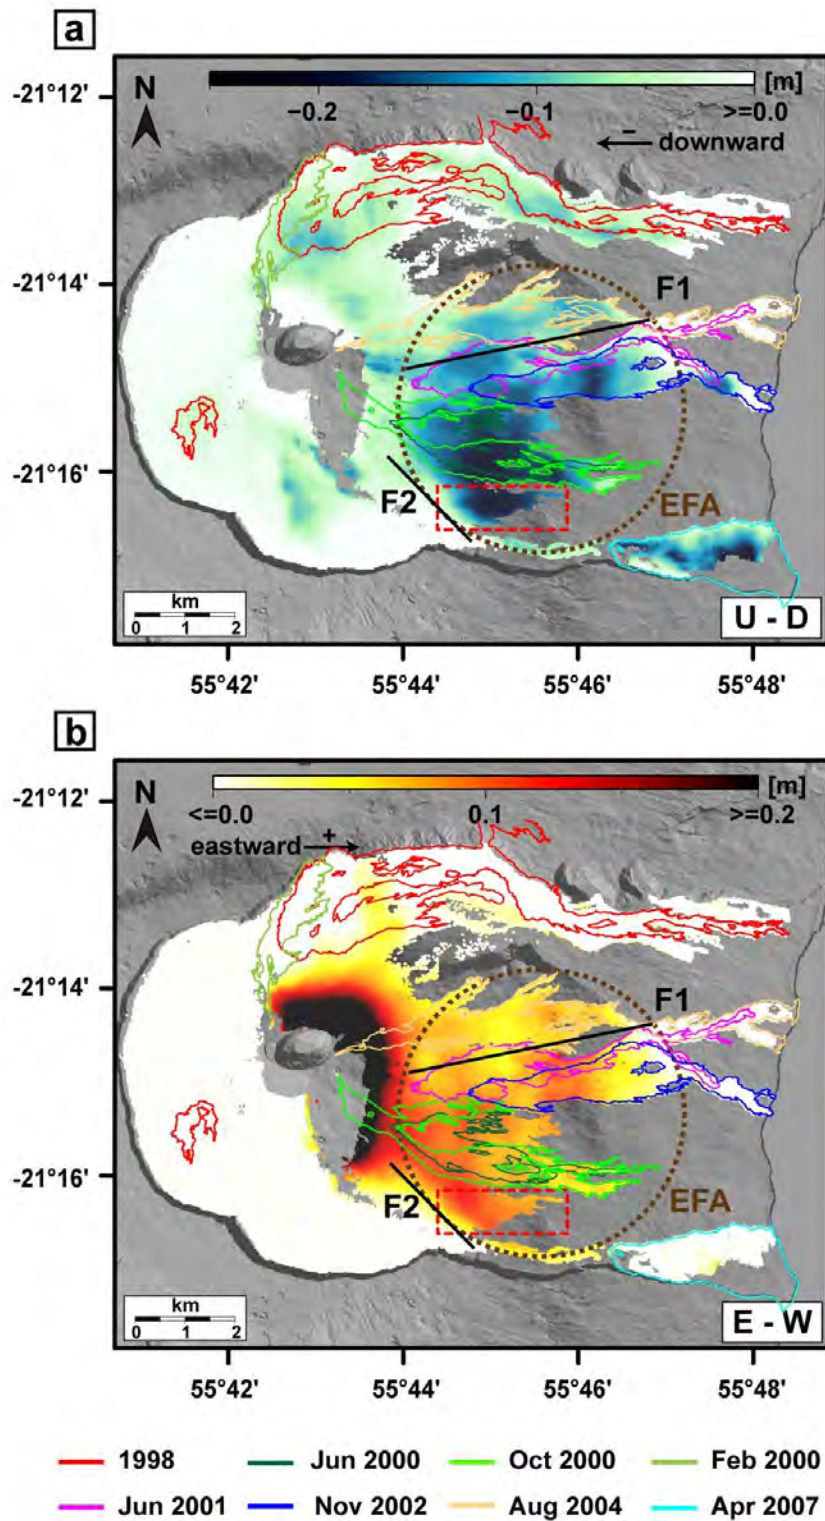 a
-21°12'
N
[m]
−0.2 −0.1 >=0.0
− downward
-21°14'
F1
-21°16'
F2
EFA
km
0 1 2
U - D
55°42' 55°44' 55°46' 55°48'
b
-21°12'
N
[m]
<=0.0 0.1 >=0.2
eastward +
-21°14'
F1
-21°16'
F2
EFA
km
0 1 2
E - W
55°42' 55°44' 55°46' 55°48'
1998 Jun 2000 Oct 2000 Feb 2000
Jun 2001 Nov 2002 Aug 2004 Apr 2007